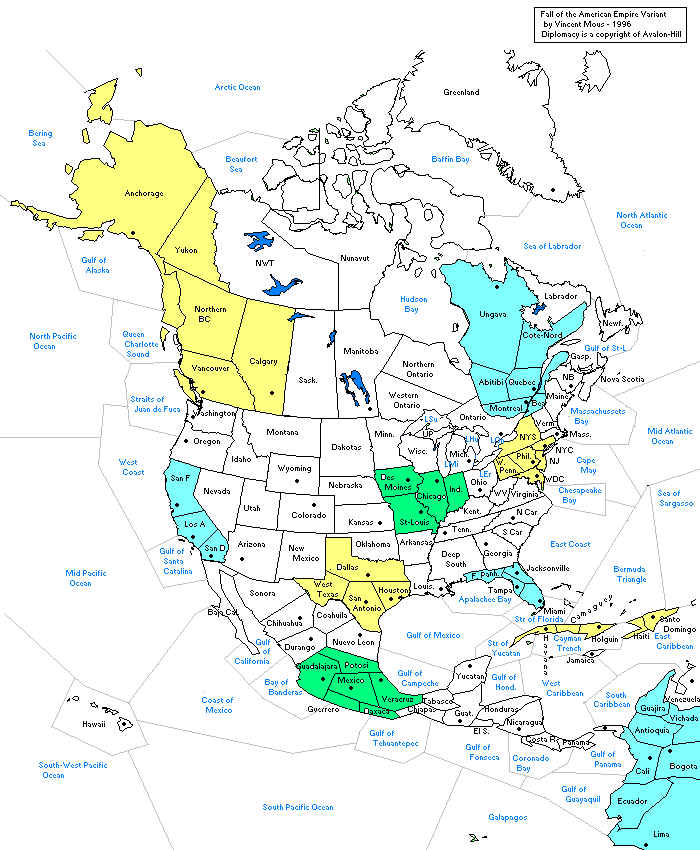 Fall of the American Empire Variant
by Vincent Mous - 1996
Diplomacy is a copyright of Avalon-Hill
Arctic Ocean
Greenland
Bering
Sea
Beaufort
Sea
Baffin Bay
Anchorage
North Atlantic
Ocean
Yukon
Sea of Labrador
Gulf of
Alaska
NWT
Nunavut
Labrador
Hudson
Bay
Northern
BC
Ungava
Newf.
North Pacific
Ocean
Queen
Charlotte
Sound
Cote-Nord
Gulf of St-L
Manitoba
Gasp.
Vancouver
Calgary
Northern
Ontario
Sask.
Abitibi
Quebec
NB
Nova Scotia
Straits of
Juan de Fuca
Western
Ontario
Montreal
Bea
Maine
Massachussets
Bay
Washington
Ontario
LSu
Verm.
Montana
Minn.
UP
NYS
Mass.
Mid Atlantic
Ocean
Oregon
Dakotas
Wisc.
LHu
LO
Idaho
Mich.
Phil.
NYC
NJ
West
Coast
Wyoming
LMi
W.
Penn.
Cape
May
San F
Nebraska
Des
Moines
Ind.
Ohio
LEr
WDC
Nevada
Chicago
WV
Virginia
Chesapeake
Bay
Sea of
Sargasso
Utah
Colorado
Kent.
N Car
Los A
Kansas
St-Louis
Tenn.
S Car
Arizona
New
Mexico
Oklahoma
Arkansas
East Coast
Gulf of
Santa
Catalina
San D
Deep
South
Georgia
Dallas
Jacksonville
Mid Pacific
Ocean
West
Texas
Houston
Louis.
F. Panh.
Tampa
Bermuda
Triangle
Sonora
San
Antonio
Apalachee Bay
Miami
Camaguey
Baja Cal.
Chihuahua
Coahuila
Str of Florida
Santo
Domingo
Gulf of
California
Durango
Nuevo Leon
Gulf of Mexico
Str of
Yucatan
Havana
Cayman
Trench
Holguin
Haiti
East
Caribbean
Guadalajara
Potosi
Jamaica
Bay of
Banderas
Mexico
Gulf of
Campeche
Yucatan
Gulf of
Hond.
West
Caribbean
Venezuela
Coast of
Mexico
Veracruz
Tabasco
South
Caribbean
Guajira
Guerrero
Oaxaca
Chiapas
Guat.
Honduras
Vichada
Hawaii
Nicaragua
Antioquia
El S.
Costa R.
Panama
Gulf of
Tehuantepec
Gulf of
Fonseca
Coronado
Bay
Gulf of
Panama
Cali
Bogota
South-West Pacific
Ocean
Gulf of
Guayaquil
Ecuador
South Pacific Ocean
Galapagos
Lima